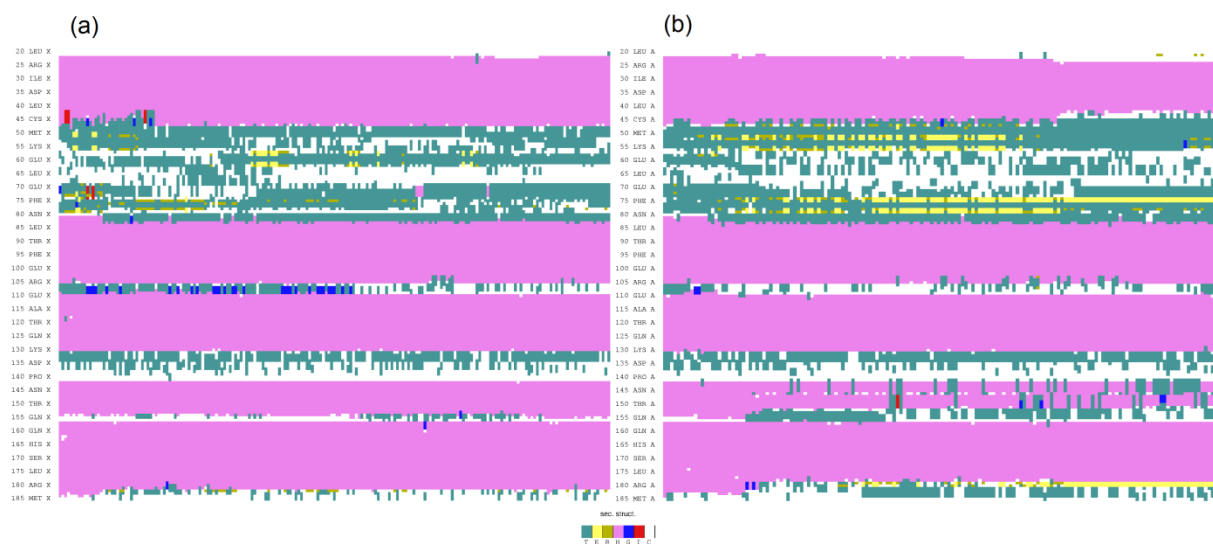 (a)
(b)
20 LEU X
25 ARG X
30 ILE X
35 ASP X
40 LEU X
45 CYS X
50 MET X
55 LYS X
60 GLU X
65 LEU X
70 GLU X
75 PHE X
80 ASN X
85 LEU X
90 THR X
95 PHE X
100 GLU X
105 ARG X
110 GLU X
115 ALA X
120 THR X
125 GLN X
130 LYS X
135 ASP X
140 PRO X
145 ASN X
150 THR X
155 GLN X
160 GLN X
165 HIS X
170 SER X
175 LEU X
180 ARG X
185 MET X
20 LEU A
25 ARG A
30 ILE A
35 ASP A
40 LEU A
45 CYS A
50 MET A
55 LYS A
60 GLU A
65 LEU A
70 GLU A
75 PHE A
80 ASN A
85 LEU A
90 THR A
95 PHE A
100 GLU A
105 ARG A
110 GLU A
115 ALA A
120 THR A
125 GLN A
130 LYS A
135 ASP A
140 PRO A
145 ASN A
150 THR A
155 GLN A
160 GLN A
165 HIS A
170 SER A
175 LEU A
180 ARG A
185 MET A
sec. struct.
T E B H G I C